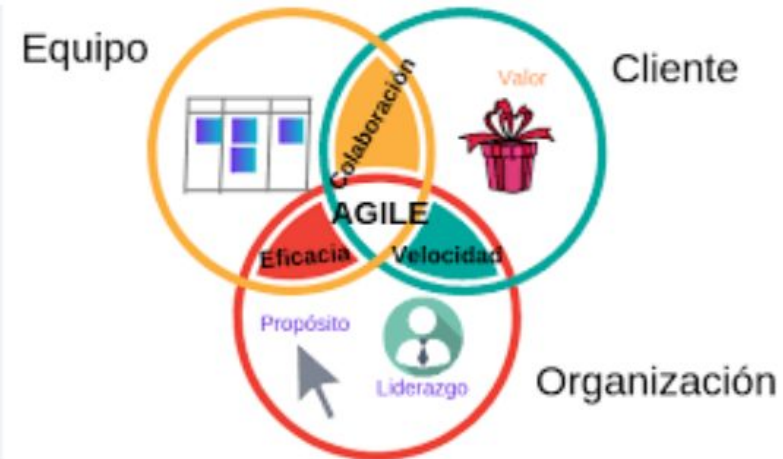 Equipo
Cliente
Valor
Colaboración
AGILE
Eficacia
Velocidad
Propósito
Liderazgo
Organización